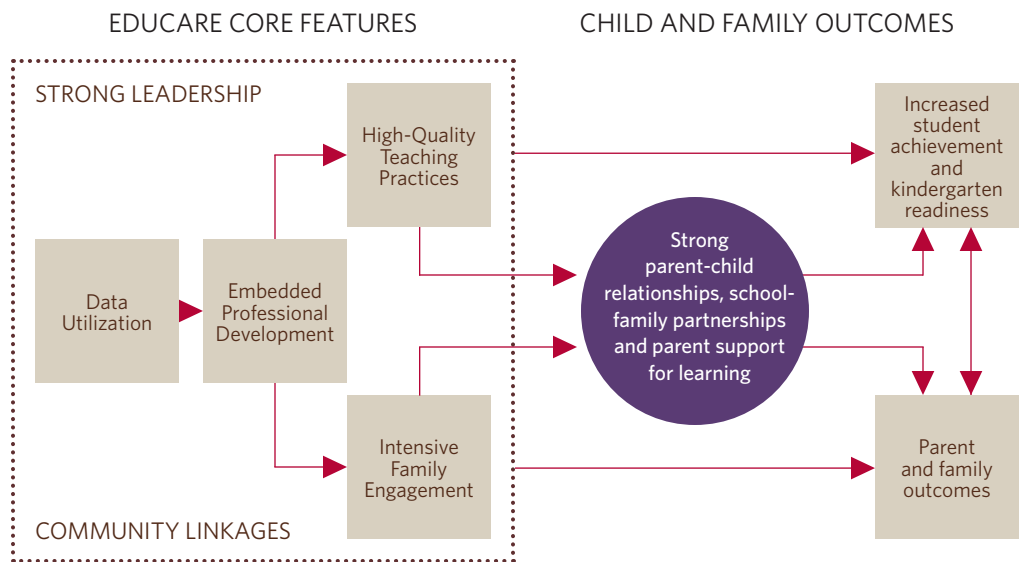 EDUCARE CORE FEATURES
CHILD AND FAMILY OUTCOMES
STRONG LEADERSHIP
High-Quality
Teaching
Practices
Increased
student
achievement
and
kindergarten
readiness
Data
Utilization
Embedded
Professional
Development
Strong
parent-child
relationships, school-
family partnerships
and parent support
for learning
Intensive
Family
Engagement
Parent
and family
outcomes
COMMUNITY LINKAGES